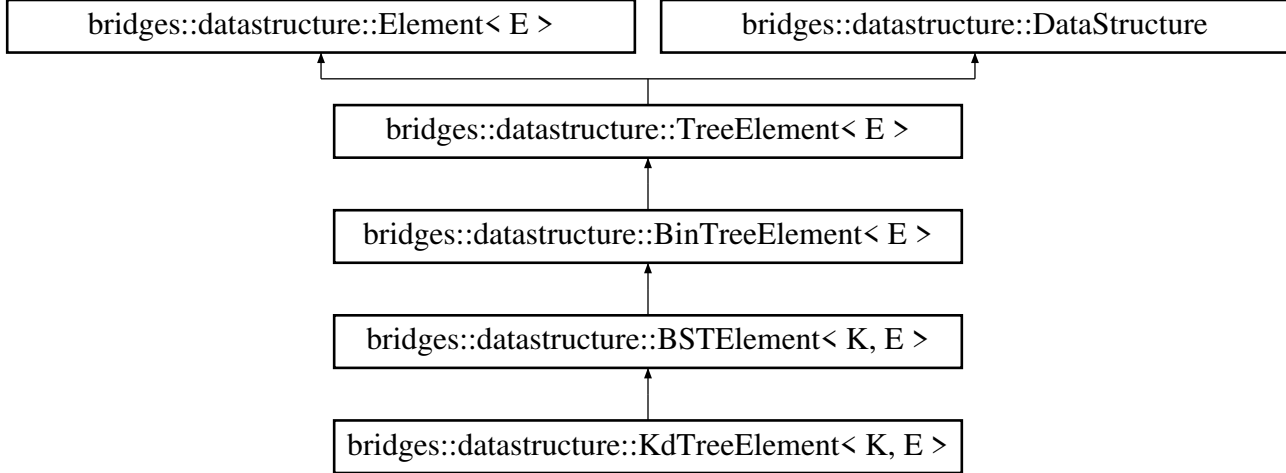 bridges::datastructure::Element< E >
bridges::datastructure::DataStructure
bridges::datastructure::TreeElement< E >
bridges::datastructure::BinTreeElement< E >
bridges::datastructure::BSTElement< K, E >
bridges::datastructure::KdTreeElement< K, E >